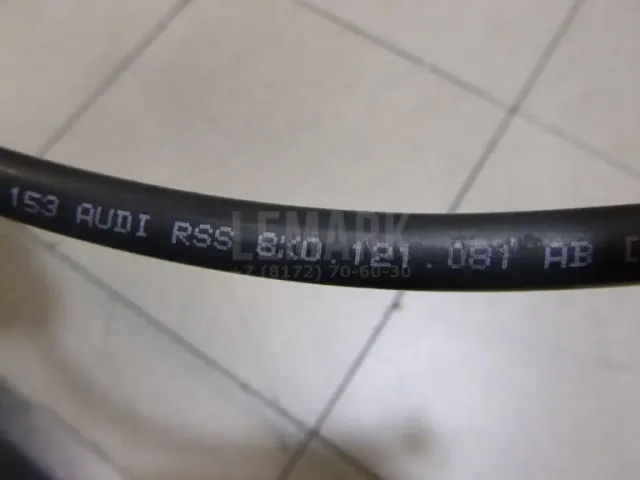 153 AUDI RSS 8K0.121.081 AB
LEMARK
+7 (8172) 70-60-30